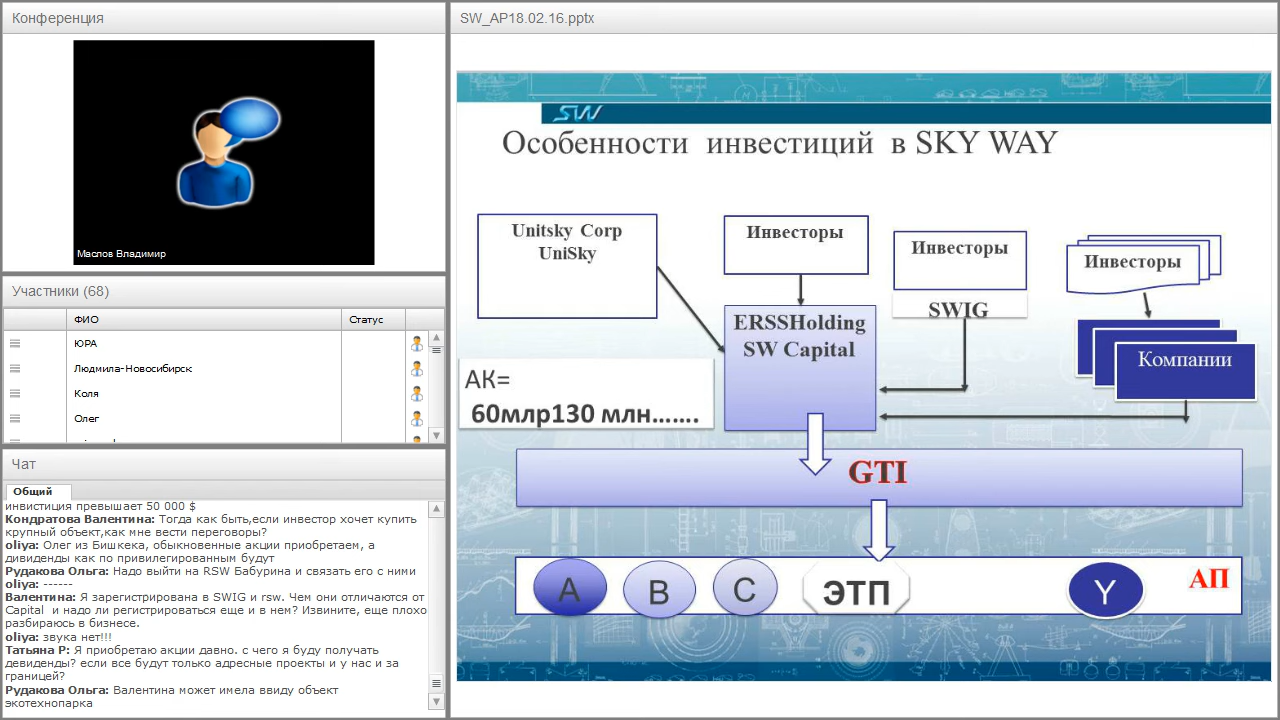 Конференция
Маслов Владимир
Участники (68)
ФИО
Статус
ЮРА
Людмила-Новосибирск
Коля
Олег
Чат
Общий
инвистиция превышает 50 000 $
Кондратова Валентина: Тогда как быть,если инвестор хочет купить
крупный объект,как мне вести переговоры?
oliya: Олег из Бишкека, обыкновенные акции приобретаем, а
дивиденды как по привилигированным будут
Рудакова Ольга: Надо выйти на RSW Бабурина и связать его с ними
oliya: ------
Валентина: Я зарегистрирована в SWIG и rsw. Чем они отличаются от
Capital и надо ли регистрироваться еще и в нем? Извините, еще плохо
разбираюсь в бизнесе.
oliya: звука нет!!!
Татьяна Р: Я приобретаю акции давно. с чего я буду получать
девиденды? если все будут только адресные проекты и у нас и за
границей?
Рудакова Ольга: Валентина может имела ввиду объект
экотехнопарка
SW_AP18.02.16.pptx
SW
Особенности инвестиций в SKY WAY
Unitsky Corp
UniSky
Инвесторы
Инвесторы
SWIG
Инвесторы
ERSSHolding
SW Capital
Компании
АК=
60млр130 млн.......
GTI
A
B
C
ЭТП
Y
АП